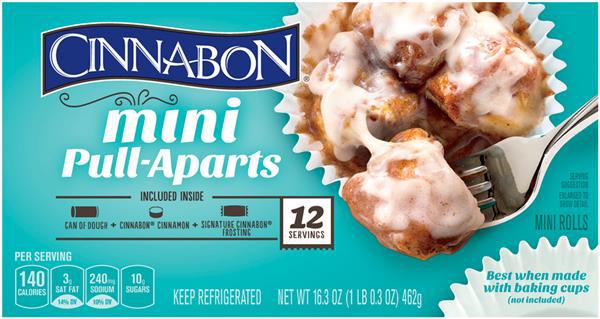 CINNABON®
mini
Pull-Aparts
INCLUDED INSIDE
CAN OF DOUGH + CINNABON® CINNAMON + SIGNATURE CINNABON®
FROSTING
12
SERVINGS
SERVING
SUGGESTION
ENLARGED TO
SHOW DETAIL
MINI ROLLS
PER SERVING
140
CALORIES
3g
SAT FAT
14% DV
240mg
SODIUM
10% DV
10g
SUGARS
KEEP REFRIGERATED NET WT 16.3 OZ (1 LB 0.3 OZ) 462g
Best when made
with baking cups
(not included)